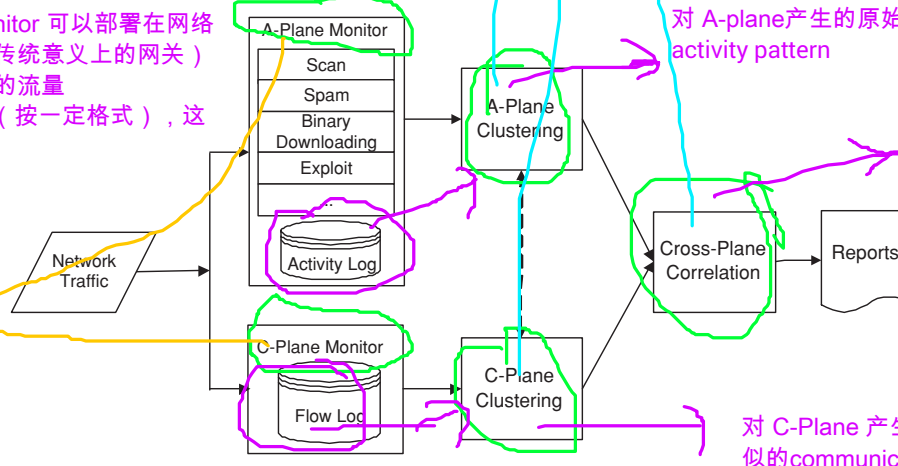 nitor 可以部署在网络
传统意义上的网关）
的流量
（按一定格式），这
A-Plane Monitor
Scan
Spam
Binary
Downloading
Exploit
...
Activity Log
Network
Traffic
C-Plane Monitor
Flow Log
A-Plane
Clustering
C-Plane
Clustering
Cross-Plane
Correlation
Reports
对 A-plane产生的原始
activity pattern
对 C-Plane 产生
似的communic